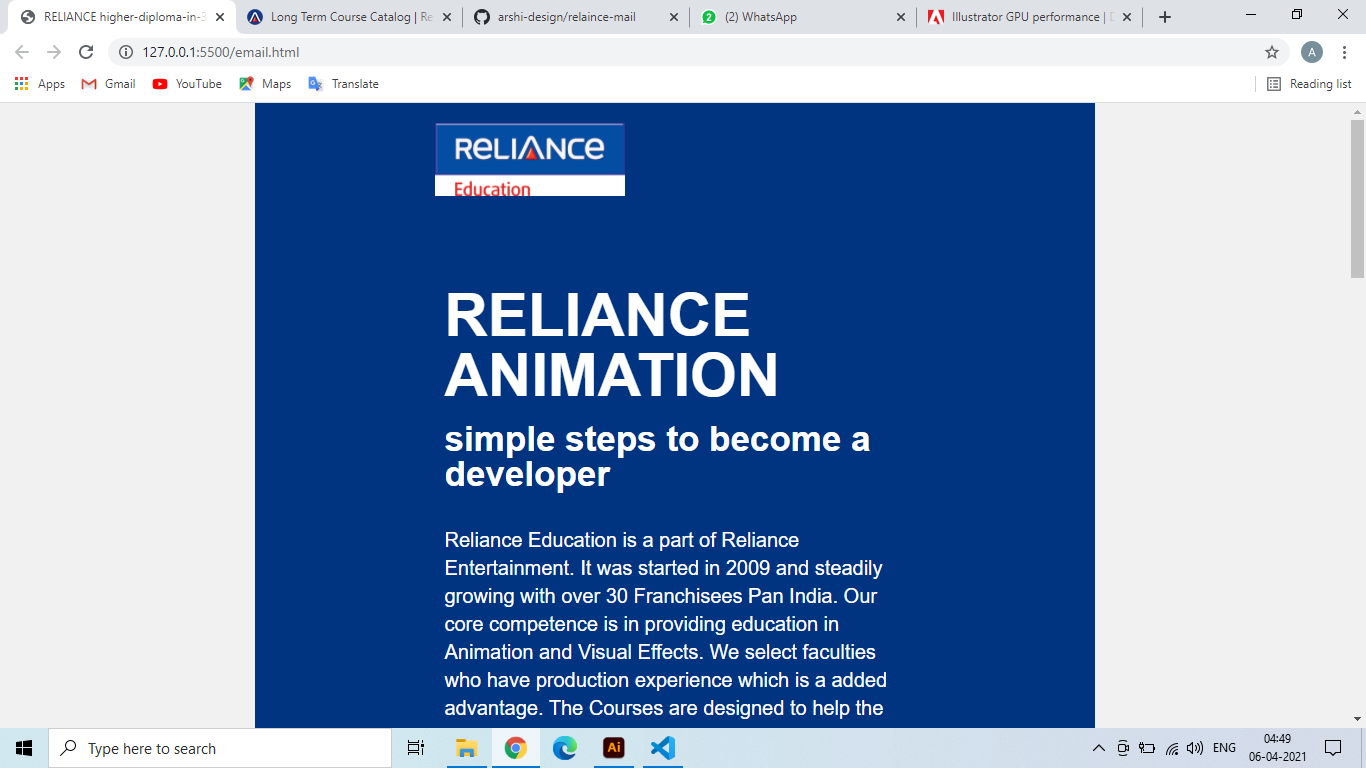 RELIANCE higher-diploma-in-3
Long Term Course Catalog | Re
arshi-design/relaince-mail
(2) WhatsApp
Illustrator GPU performance |
127.0.0.1:5500/email.html
A
Apps
Gmail
YouTube
Maps
Translate
Reading list
RELIANCE
Education
RELIANCE
ANIMATION
simple steps to become a
developer
Reliance Education is a part of Reliance
Entertainment. It was started in 2009 and steadily
growing with over 30 Franchisees Pan India. Our
core competence is in providing education in
Animation and Visual Effects. We select faculties
who have production experience which is a added
advantage. The Courses are designed to help the
Type here to search
Ai
ENG
04:49
06-04-2021